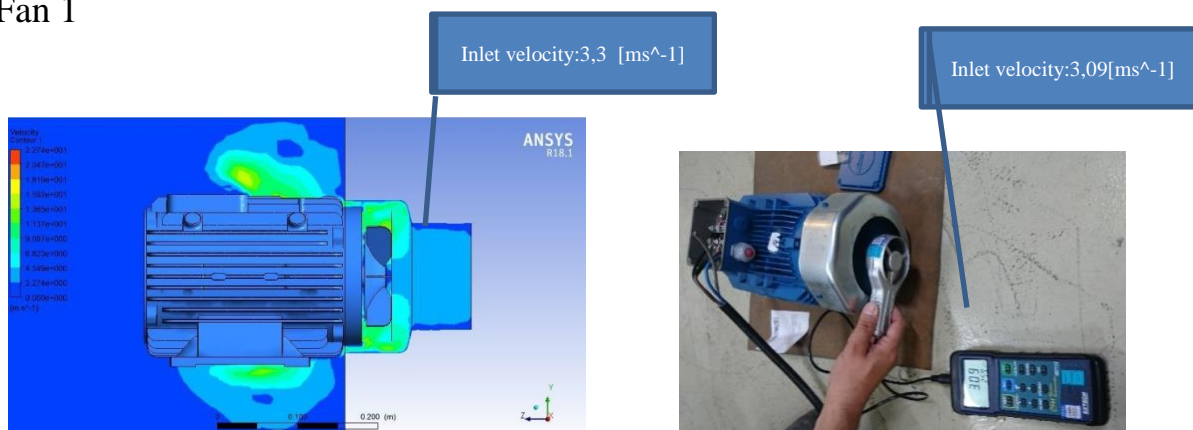 Fan 1
Inlet velocity:3,3 [ms^-1]
Inlet velocity:3,09[ms^-1]
Velocity
Contour 1
2.274e+001
2.047e+001
1.819e+001
1.592e+001
1.365e+001
1.137e+001
9.097e+000
6.823e+000
4.549e+000
2.274e+000
0.000e+000
[m s^-1]
ANSYS
R18.1
0
0.100
0.200 (m)
Y
Z
X
EXTECH